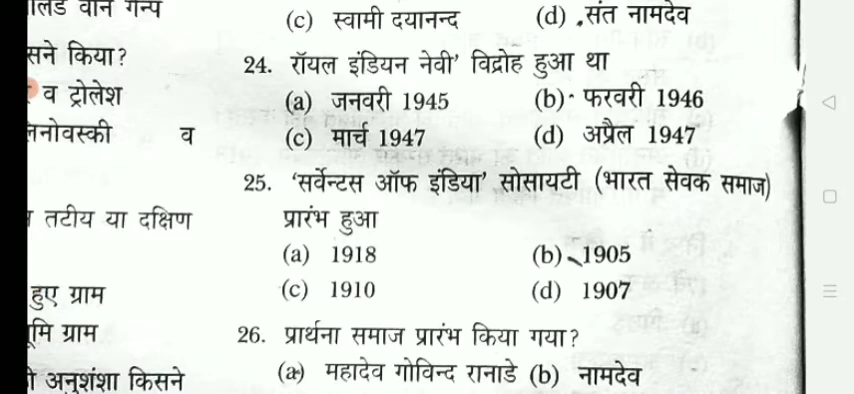 व ट्रोलेश
सने किया?
व
तटीय या दक्षिण
हुए ग्राम
ग्राम
अनुशंशा किसने
(c) स्वामी दयानन्द (d) संत नामदेव
24. रॉयल इंडियन नेवी' विद्रोह हुआ था
(a) जनवरी 1945 (b) फरवरी 1946
(c) मार्च 1947 (d) अप्रैल 1947
25. 'सर्वेन्टस ऑफ इंडिया' सोसायटी (भारत सेवक समाज)
प्रारंभ हुआ
(a) 1918 (b) 1905
(c) 1910 (d) 1907
26. प्रार्थना समाज प्रारंभ किया गया?
(a) महादेव गोविन्द रानाडे (b) नामदेव